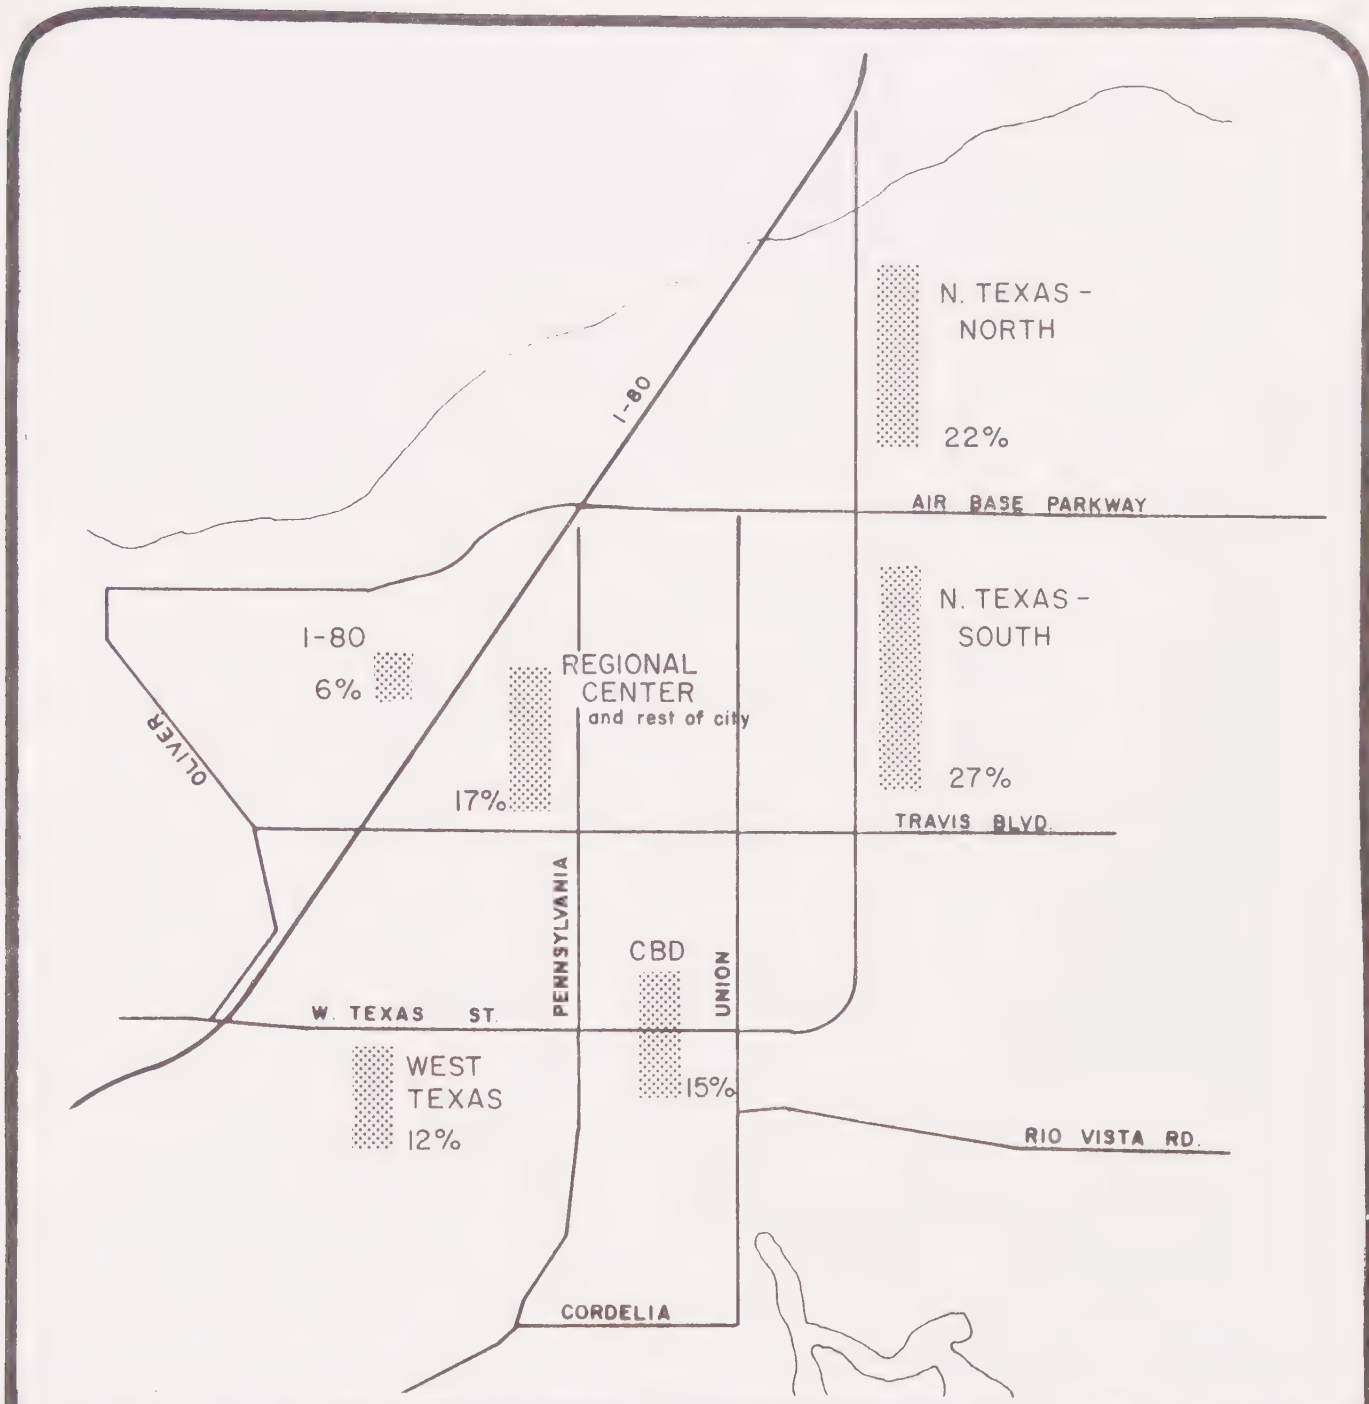 N. TEXAS -
NORTH
I-80
22%
AIR BASE PARKWAY
N. TEXAS -
SOUTH
I-80
6%
REGIONAL
CENTER
and rest of city
OLIVER
17%
27%
TRAVIS BLVD.
PENNSYLVANIA
CBD
UNION
W. TEXAS ST.
WEST
TEXAS
12%
15%
RIO VISTA RD.
CORDELIA